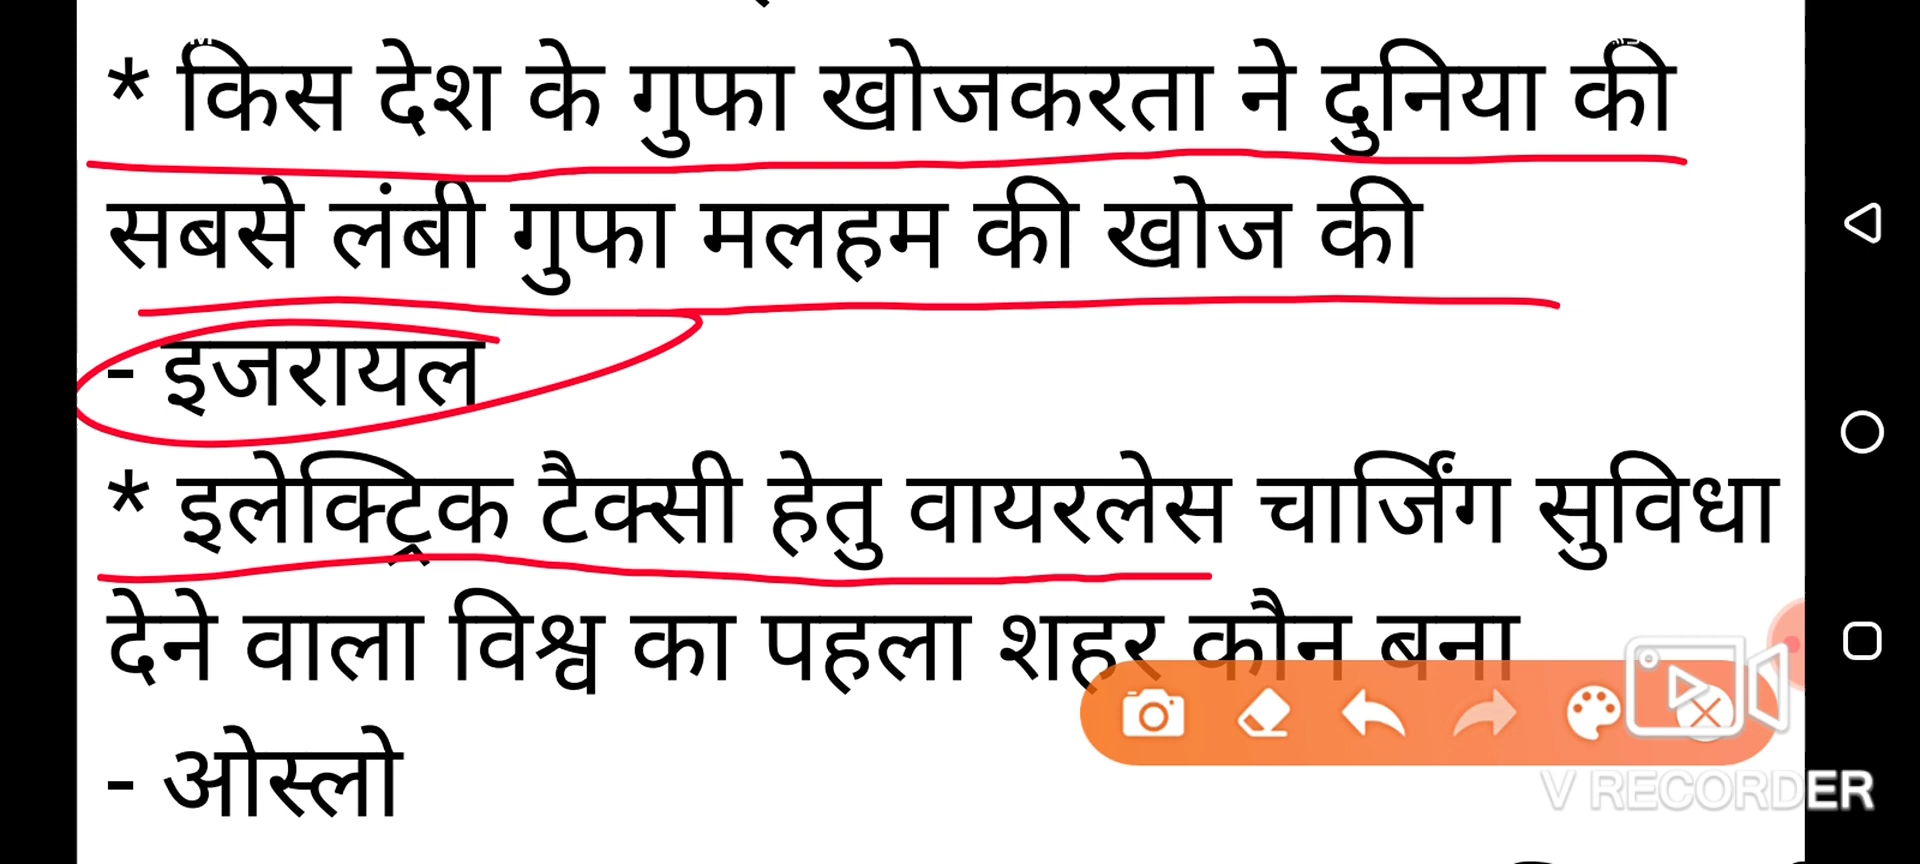 * किस देश के गुफा खोजकरता ने दुनिया की
सबसे लंबी गुफा मलहम की खोज की
- इजरायल
* इलेक्ट्रिक टैक्सी हेतु वायरलेस चार्जिंग सुविधा
देने वाला विश्व का पहला शहर कौन बना
- ओस्लो
V RECORDER